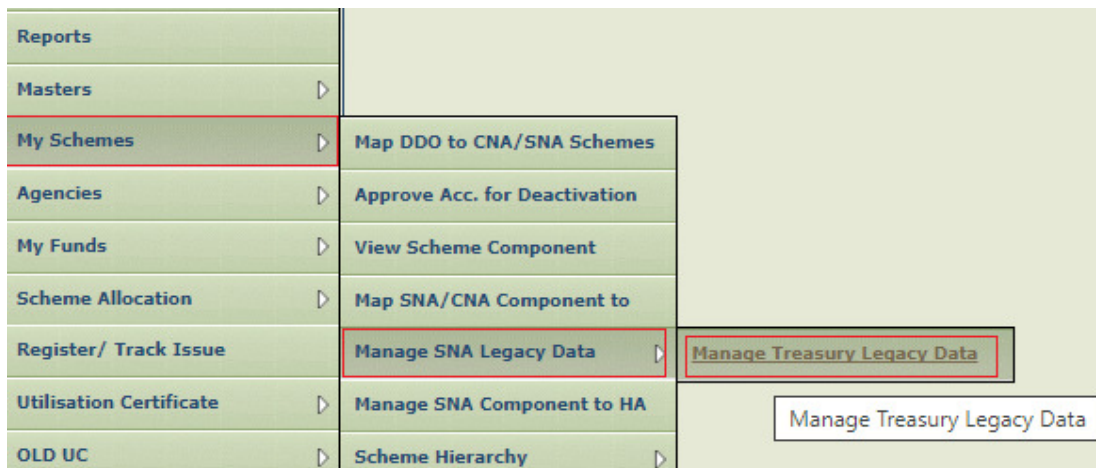 Reports
Masters
My Schemes
Agencies
My Funds
Scheme Allocation
Register/ Track Issue
Utilisation Certificate
OLD UC
Map DDO to CNA/SNA Schemes
Approve Acc. for Deactivation
View Scheme Component
Map SNA/CNA Component to
Manage SNA Legacy Data
Manage SNA Component to HA
Scheme Hierarchy
Manage Treasury Legacy Data
Manage Treasury Legacy Data